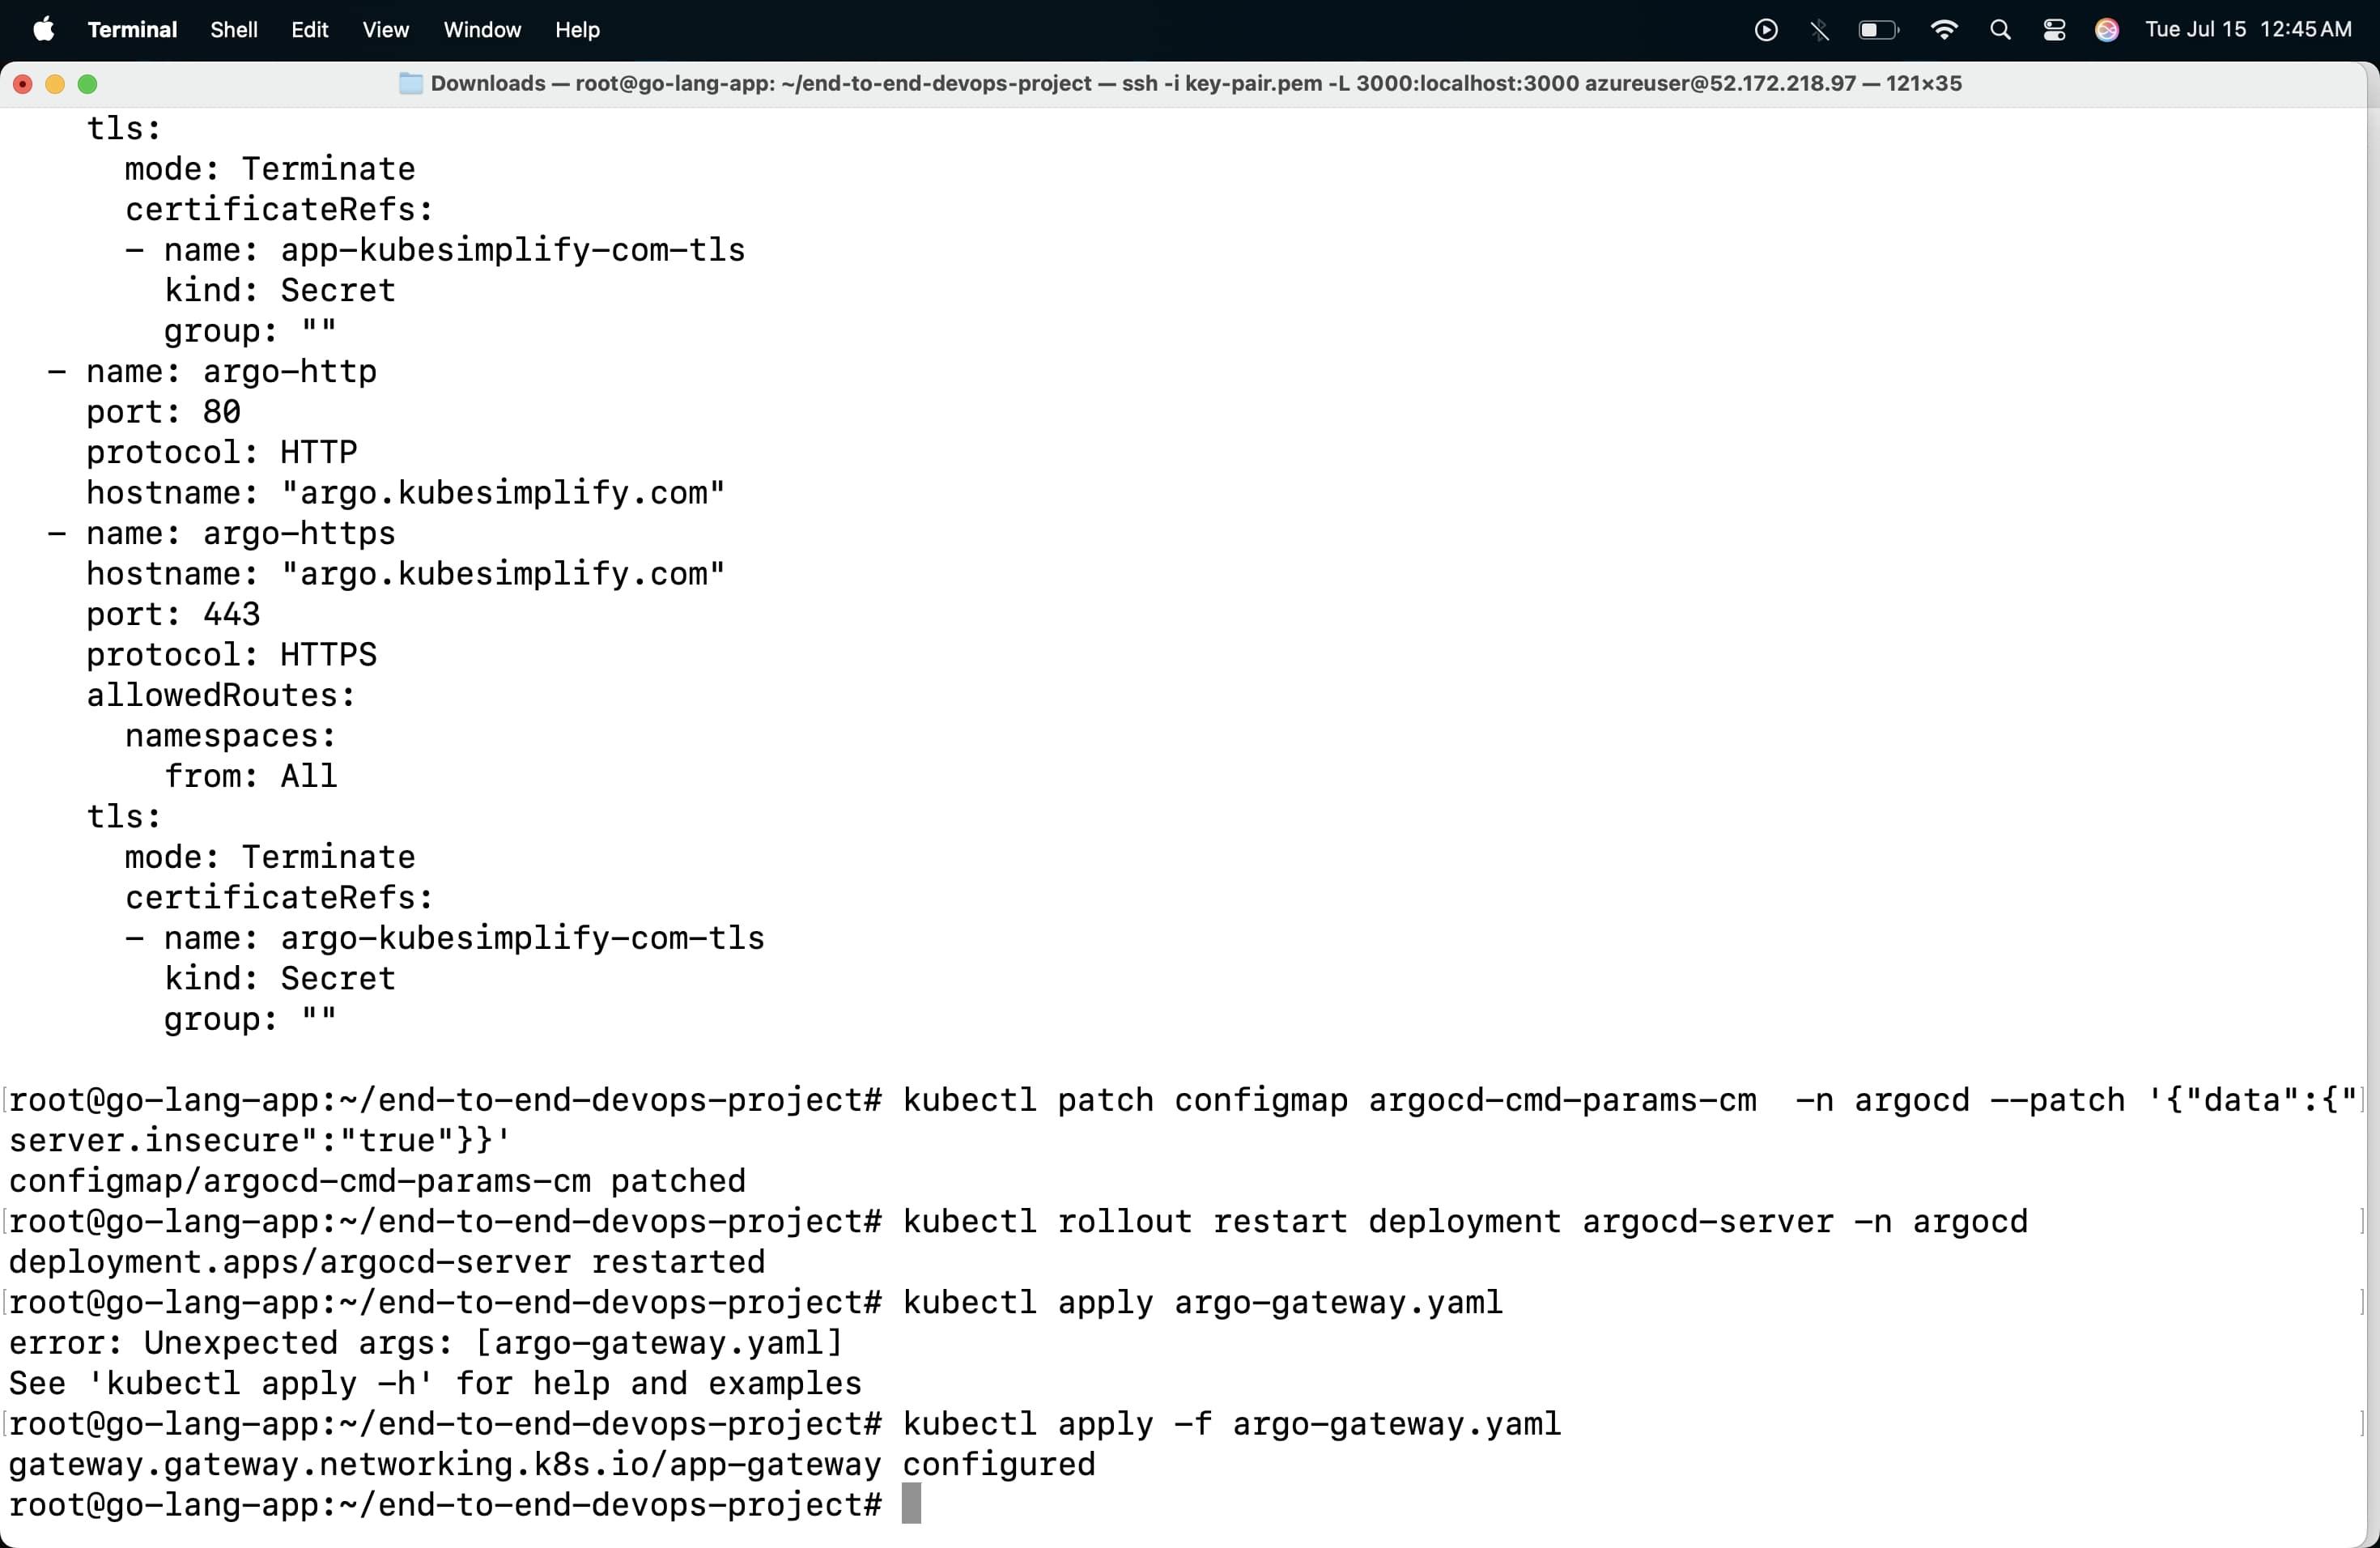 Terminal Shell Edit View Window Help Tue Jul 15 12:45 AM
Downloads — root@go-lang-app: ~/end-to-end-devops-project — ssh -i key-pair.pem -L 3000:localhost:3000 azureuser@52.172.218.97 — 121×35
    tls:
      mode: Terminate
      certificateRefs:
      - name: app-kubesimplify-com-tls
        kind: Secret
        group: ""
  - name: argo-http
    port: 80
    protocol: HTTP
    hostname: "argo.kubesimplify.com"
  - name: argo-https
    hostname: "argo.kubesimplify.com"
    port: 443
    protocol: HTTPS
    allowedRoutes:
      namespaces:
        from: All
    tls:
      mode: Terminate
      certificateRefs:
      - name: argo-kubesimplify-com-tls
        kind: Secret
        group: ""
root@go-lang-app:~/end-to-end-devops-project# kubectl patch configmap argocd-cmd-params-cm  -n argocd --patch '{"data":{"
server.insecure":"true"}}'
configmap/argocd-cmd-params-cm patched
root@go-lang-app:~/end-to-end-devops-project# kubectl rollout restart deployment argocd-server -n argocd
deployment.apps/argocd-server restarted
root@go-lang-app:~/end-to-end-devops-project# kubectl apply argo-gateway.yaml
error: Unexpected args: [argo-gateway.yaml]
See 'kubectl apply -h' for help and examples
root@go-lang-app:~/end-to-end-devops-project# kubectl apply -f argo-gateway.yaml
gateway.gateway.networking.k8s.io/app-gateway configured
root@go-lang-app:~/end-to-end-devops-project#